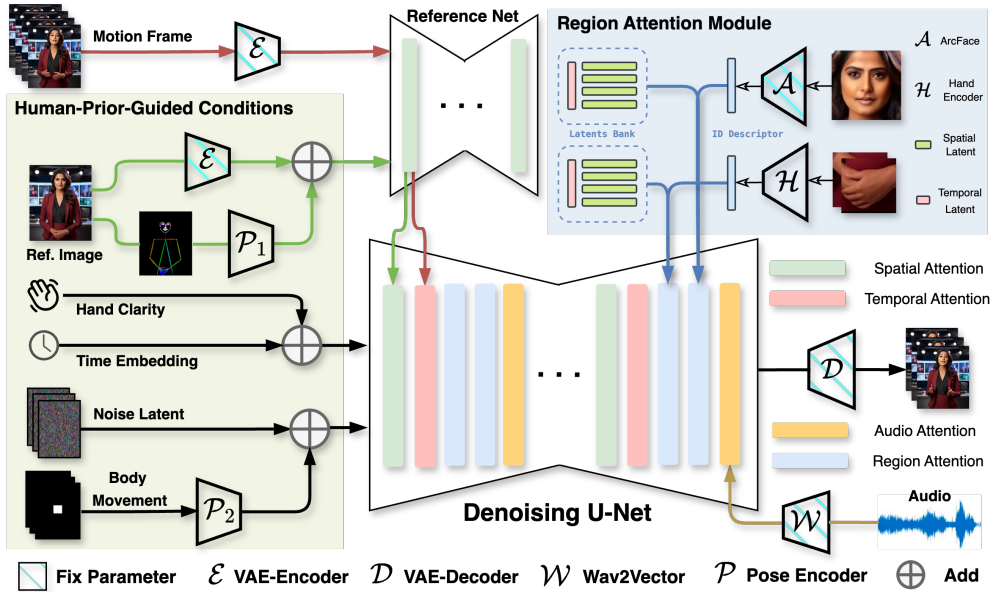 Reference Net
Motion Frame
ℰ
Region Attention Module
𝒜
ArcFace
ℋ
Hand
Encoder
Spatial
Latent
Temporal
Latent
Latents Bank
ID Descriptor
𝒜
ℋ
Human-Prior-Guided Conditions
ℰ
𝒫1
Ref. Image
Hand Clarity
Time Embedding
Noise Latent
Body
Movement
𝒫2
. . .
. . .
Denoising U-Net
Spatial Attention
Temporal Attention
𝒟
Audio Attention
Region Attention
Audio
𝒲
Fix Parameter
ℰ VAE-Encoder
𝒟 VAE-Decoder
𝒲 Wav2Vector
𝒫 Pose Encoder
Add